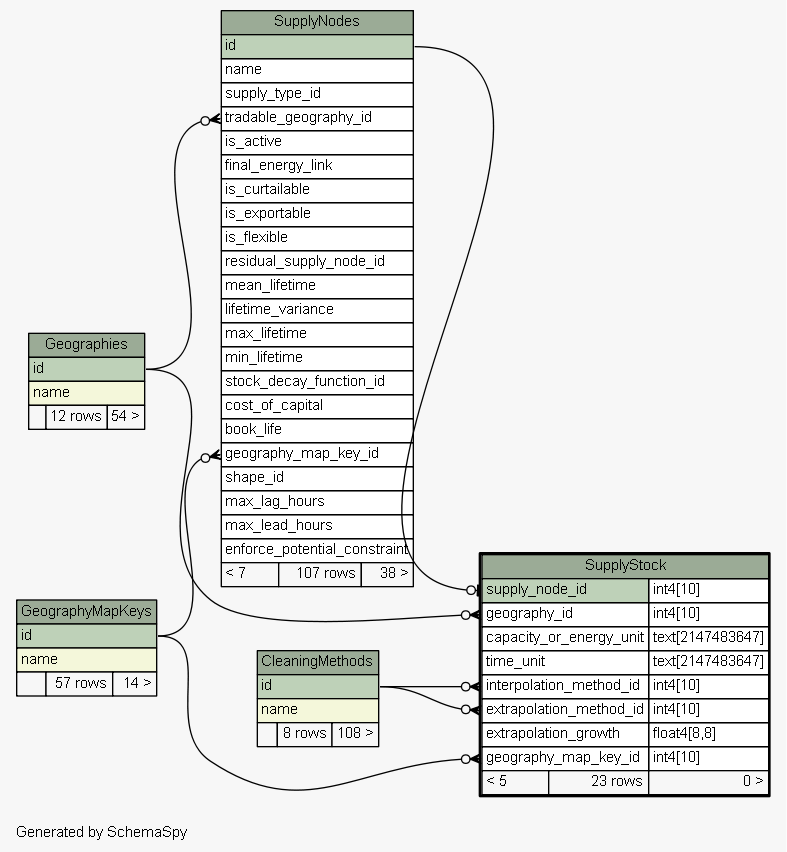 SupplyNodes
id
name
supply_type_id
tradable_geography_id
is_active
final_energy_link
is_curtailable
is_exportable
is_flexible
residual_supply_node_id
mean_lifetime
lifetime_variance
max_lifetime
min_lifetime
stock_decay_function_id
cost_of_capital
book_life
geography_map_key_id
shape_id
max_lag_hours
max_lead_hours
enforce_potential_constraint
< 7 107 rows 38 >
Geographies
id
name
12 rows 54 >
GeographyMapKeys
id
name
57 rows 14 >
CleaningMethods
id
name
8 rows 108 >
SupplyStock
supply_node_id int4[10]
geography_id int4[10]
capacity_or_energy_unit text[2147483647]
time_unit text[2147483647]
interpolation_method_id int4[10]
extrapolation_method_id int4[10]
extrapolation_growth float4[8,8]
geography_map_key_id int4[10]
< 5 23 rows 0 >
Generated by SchemaSpy